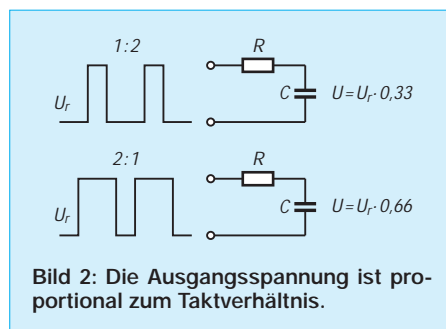 1:2
R
U_r
C
U=U_r·0,33
2:1
R
U_r
C
U=U_r·0,66
Bild 2: Die Ausgangsspannung ist pro-
portional zum Taktverhältnis.